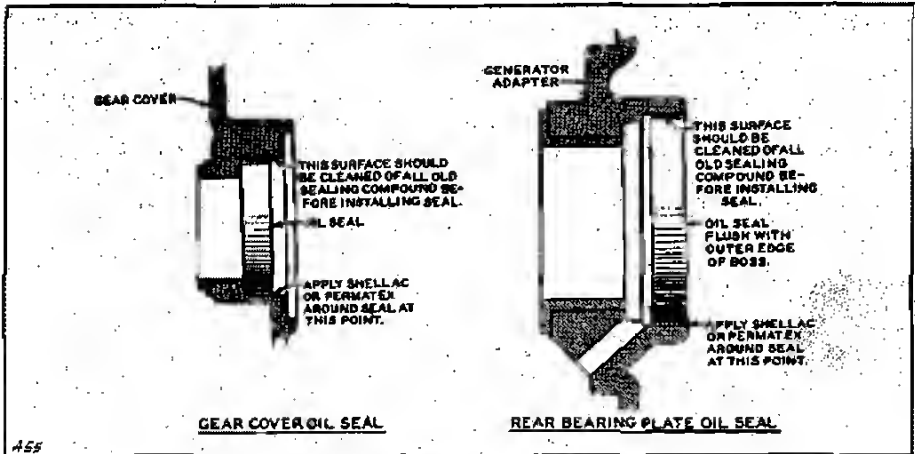 GEAR COVER
THIS SURFACE SHOULD
BE CLEANED OF ALL OLD
SEALING COMPOUND BE-
FORE INSTALLING SEAL.
OIL SEAL
APPLY SHELLAC
OR PERMATEX
AROUND SEAL AT
THIS POINT.
GEAR COVER OIL SEAL
GENERATOR
ADAPTER
THIS SURFACE
SHOULD BE
CLEANED OF ALL
OLD SEALING
COMPOUND BE-
FORE INSTALLING
SEAL.
OIL SEAL
FLUSH WITH
OUTER EDGE
OF BOSS.
APPLY SHELLAC
OR PERMATEX
AROUND SEAL
AT THIS POINT.
REAR BEARING PLATE OIL SEAL
A55